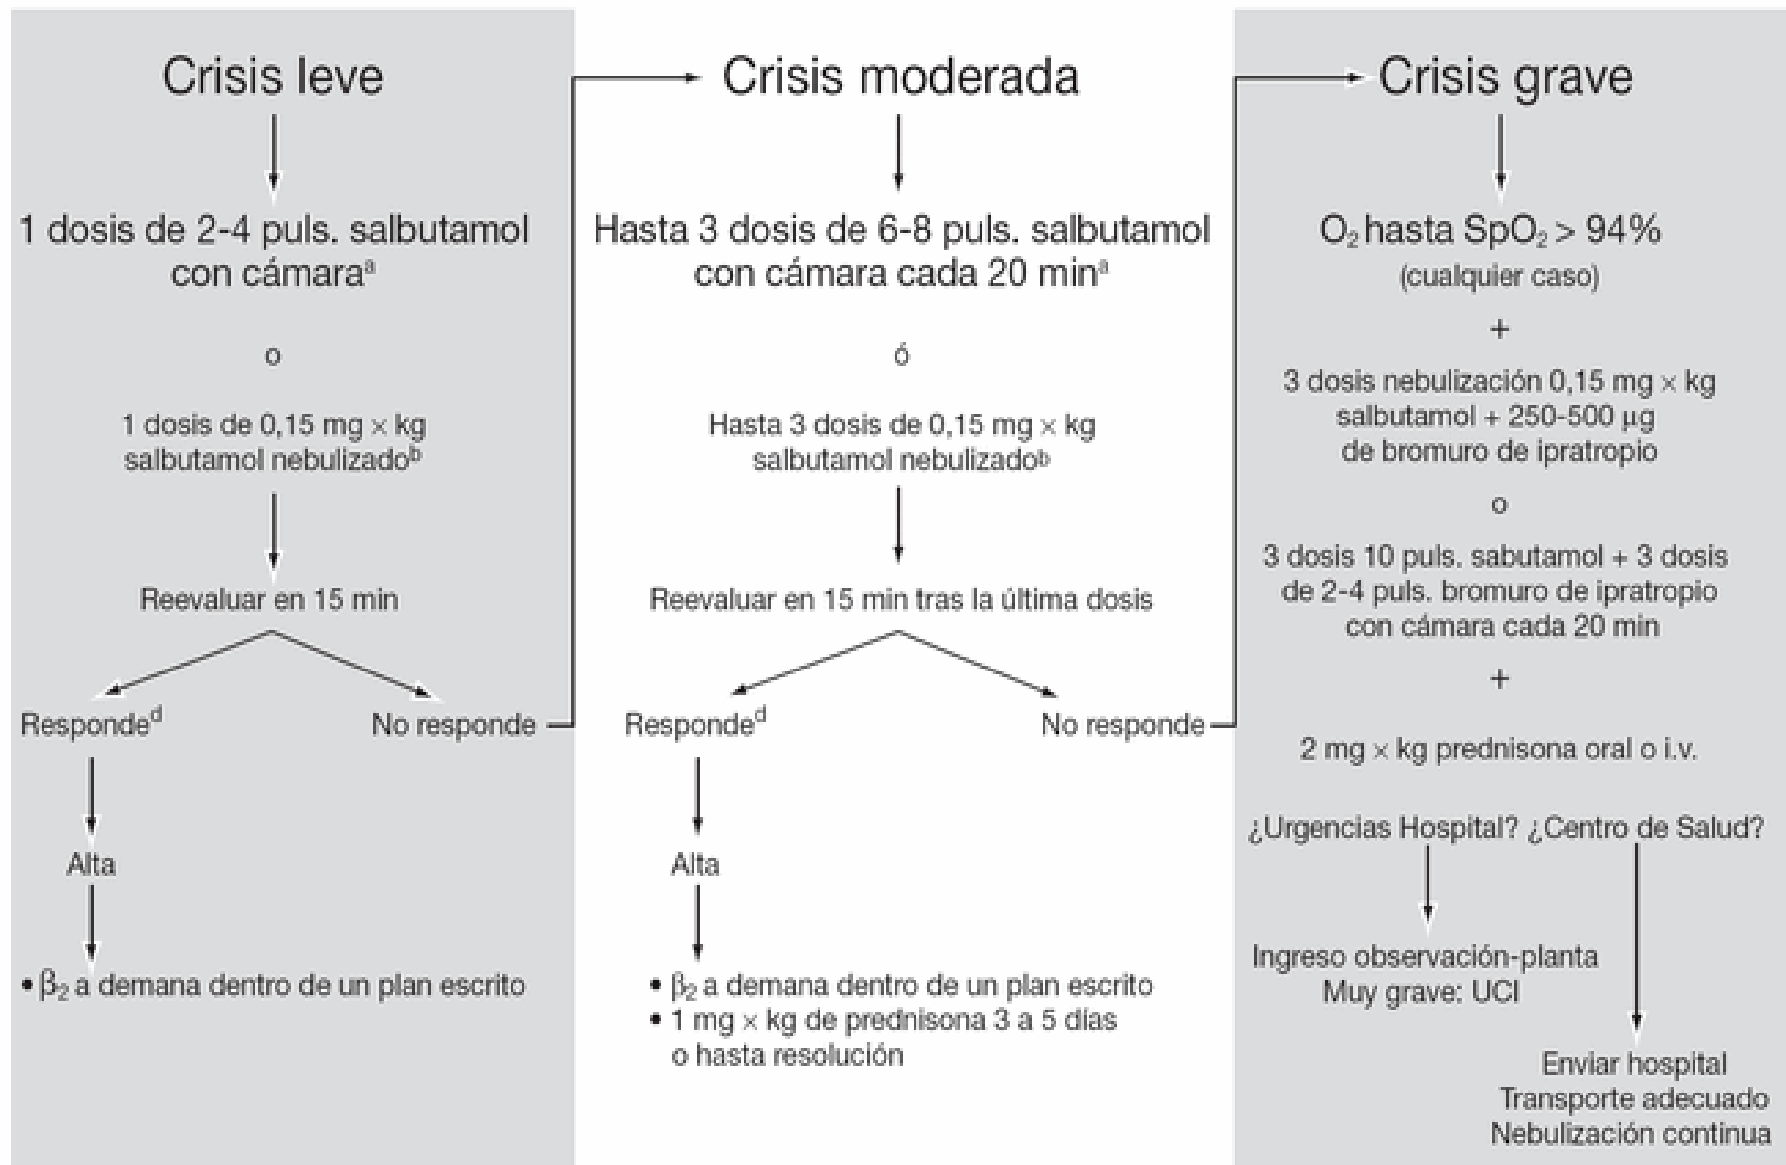 Crisis leve
1 dosis de 2-4 puls. salbutamol
con cámaraª
o
1 dosis de 0,15 mg × kg
salbutamol nebulizadoᵇ
Reevaluar en 15 min
Respondeᵈ
No responde
Alta
• β₂ a demana dentro de un plan escrito
Crisis moderada
Hasta 3 dosis de 6-8 puls. salbutamol
con cámara cada 20 minª
ó
Hasta 3 dosis de 0,15 mg × kg
salbutamol nebulizadoᵇ
Reevaluar en 15 min tras la última dosis
Respondeᵈ
No responde
Alta
• β₂ a demana dentro de un plan escrito
• 1 mg × kg de prednisona 3 a 5 días
o hasta resolución
Crisis grave
O₂ hasta SpO₂ > 94%
(cualquier caso)
+
3 dosis nebulización 0,15 mg × kg
salbutamol + 250-500 μg
de bromuro de ipratropio
o
3 dosis 10 puls. sabutamol + 3 dosis
de 2-4 puls. bromuro de ipratropio
con cámara cada 20 min
+
2 mg × kg prednisona oral o i.v.
¿Urgencias Hospital? ¿Centro de Salud?
Ingreso observación-planta
Muy grave: UCI
Enviar hospital
Transporte adecuado
Nebulización continua